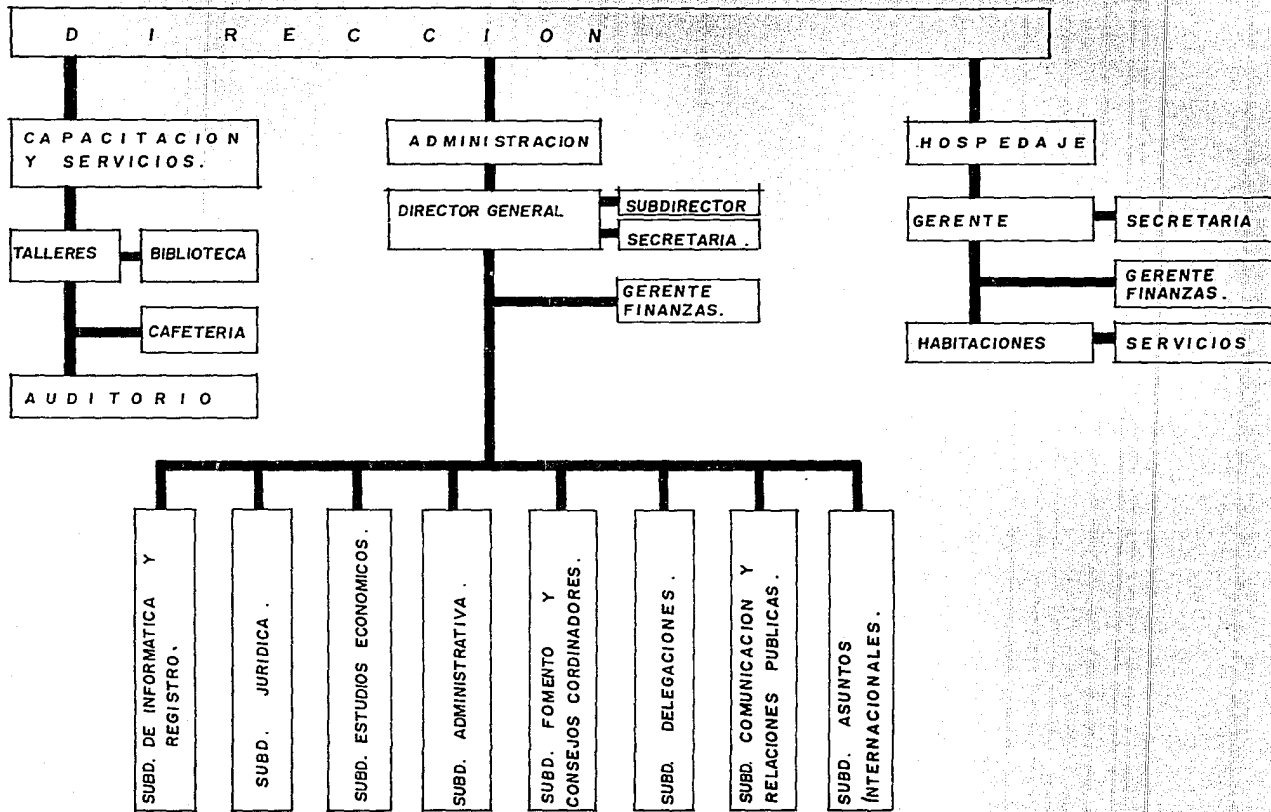 DIRECCION
CAPACITACION
Y SERVICIOS.
TALLERES
BIBLIOTECA
CAFETERIA
AUDITORIO
ADMINISTRACION
DIRECTOR GENERAL
SUBDIRECTOR
SECRETARIA.
GERENTE
FINANZAS.
.HOSPEDAJE
GERENTE
SECRETARIA
GERENTE
FINANZAS.
HABITACIONES
SERVICIOS
SUBD. DE INFORMATICA Y
REGISTRO.
SUBD. JURIDICA.
SUBD. ESTUDIOS ECONOMICOS.
SUBD. ADMINISTRATIVA.
SUBD. FOMENTO Y
CONSEJOS CORDINADORES.
SUBD. DELEGACIONES.
SUBD. COMUNICACION Y
RELACIONES PUBLICAS.
SUBD. ASUNTOS
INTERNACIONALES.